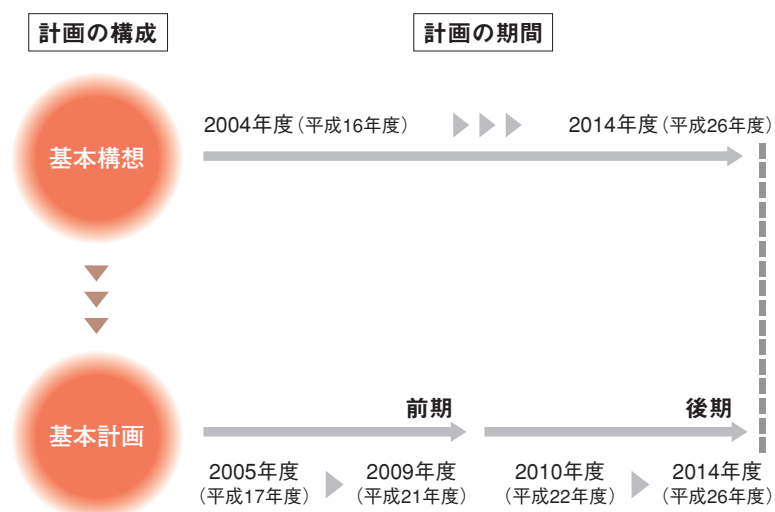 計画の構成
計画の期間
基本構想
2004年度(平成16年度)
2014年度(平成26年度)
基本計画
前期
後期
2005年度
(平成17年度)
2009年度
(平成21年度)
2010年度
(平成22年度)
2014年度
(平成26年度)